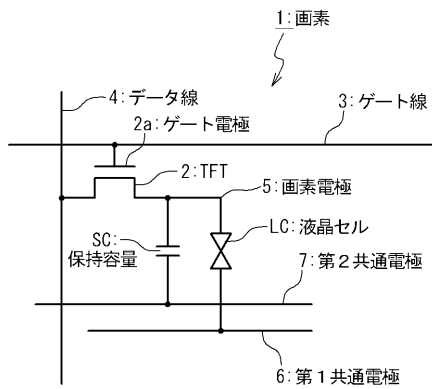 1:画素
4:データ線
3:ゲート線
2a:ゲート電極
2:TFT
5:画素電極
SC:
保持容量
LC:液晶セル
7:第2共通電極
6:第1共通電極